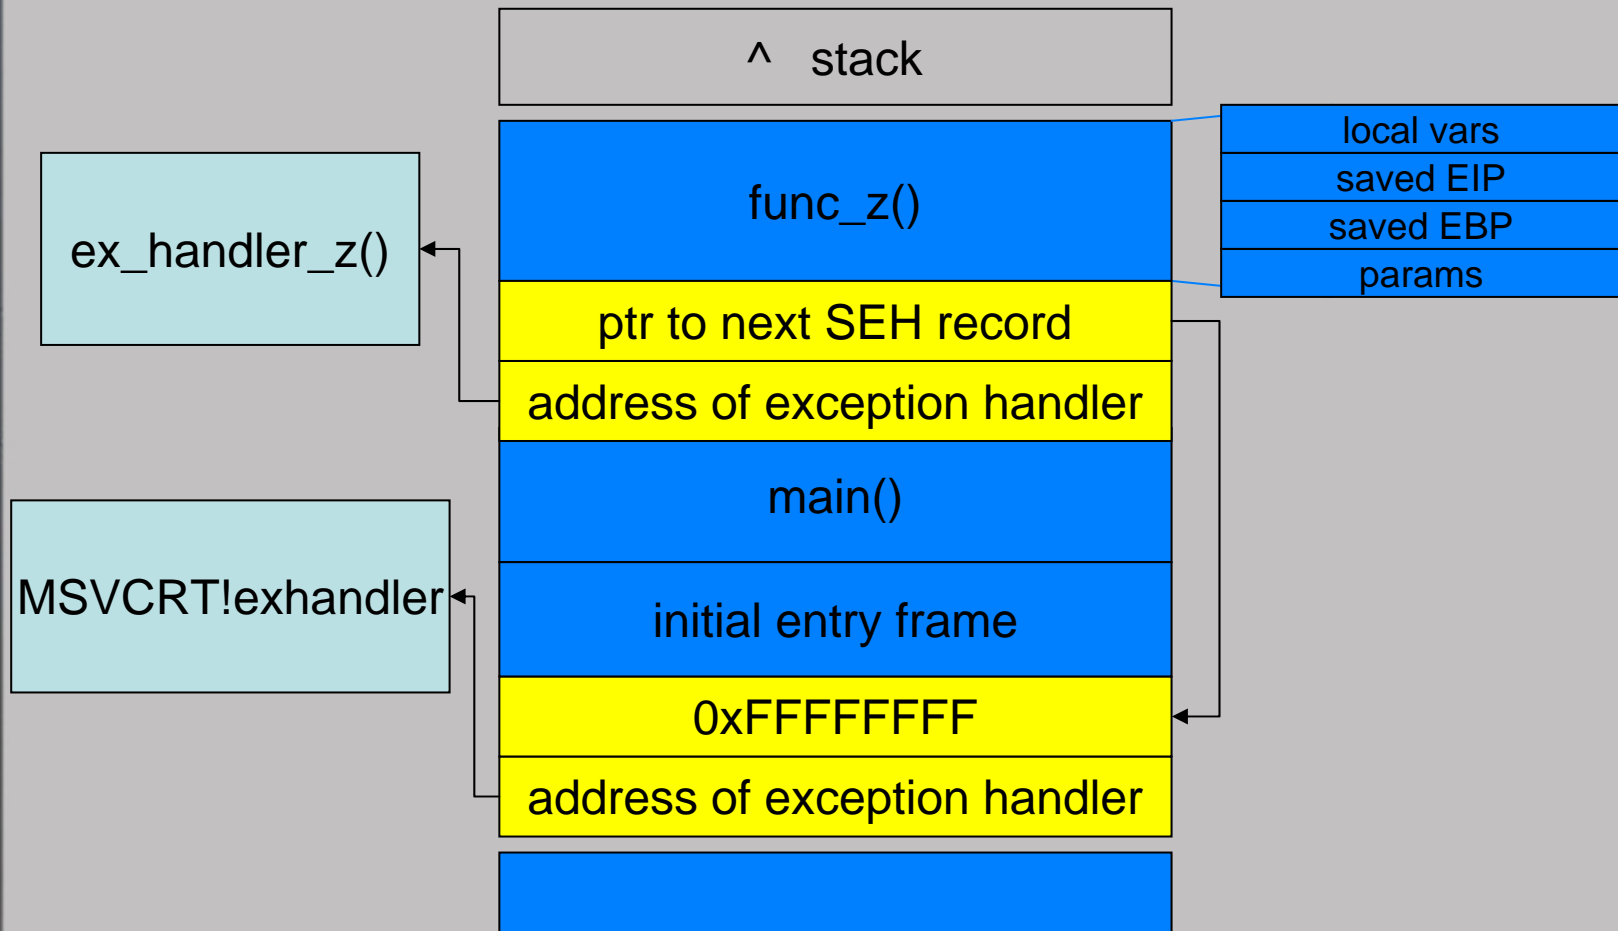 ^ stack
local vars
saved EIP
saved EBP
params
func_z()
ex_handler_z()
ptr to next SEH record
address of exception handler
main()
MSVCRT!exhandler
initial entry frame
0xFFFFFFFF
address of exception handler